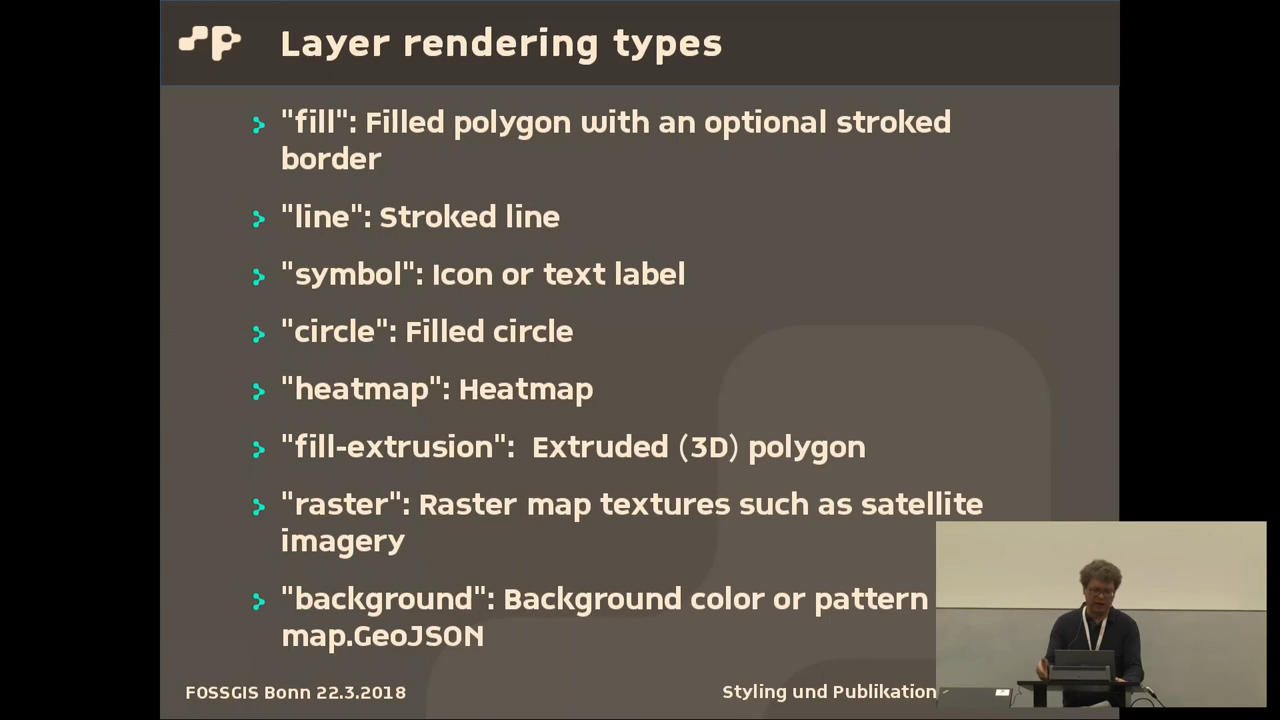 Layer rendering types
"fill": Filled polygon with an optional stroked
border
"line": Stroked line
"symbol": Icon or text label
"circle": Filled circle
"heatmap": Heatmap
"fill-extrusion":  Extruded (3D) polygon
"raster": Raster map textures such as satellite
imagery
"background": Background color or pattern
map.GeoJSON
FOSSGIS Bonn 22.3.2018
Styling und Publikation